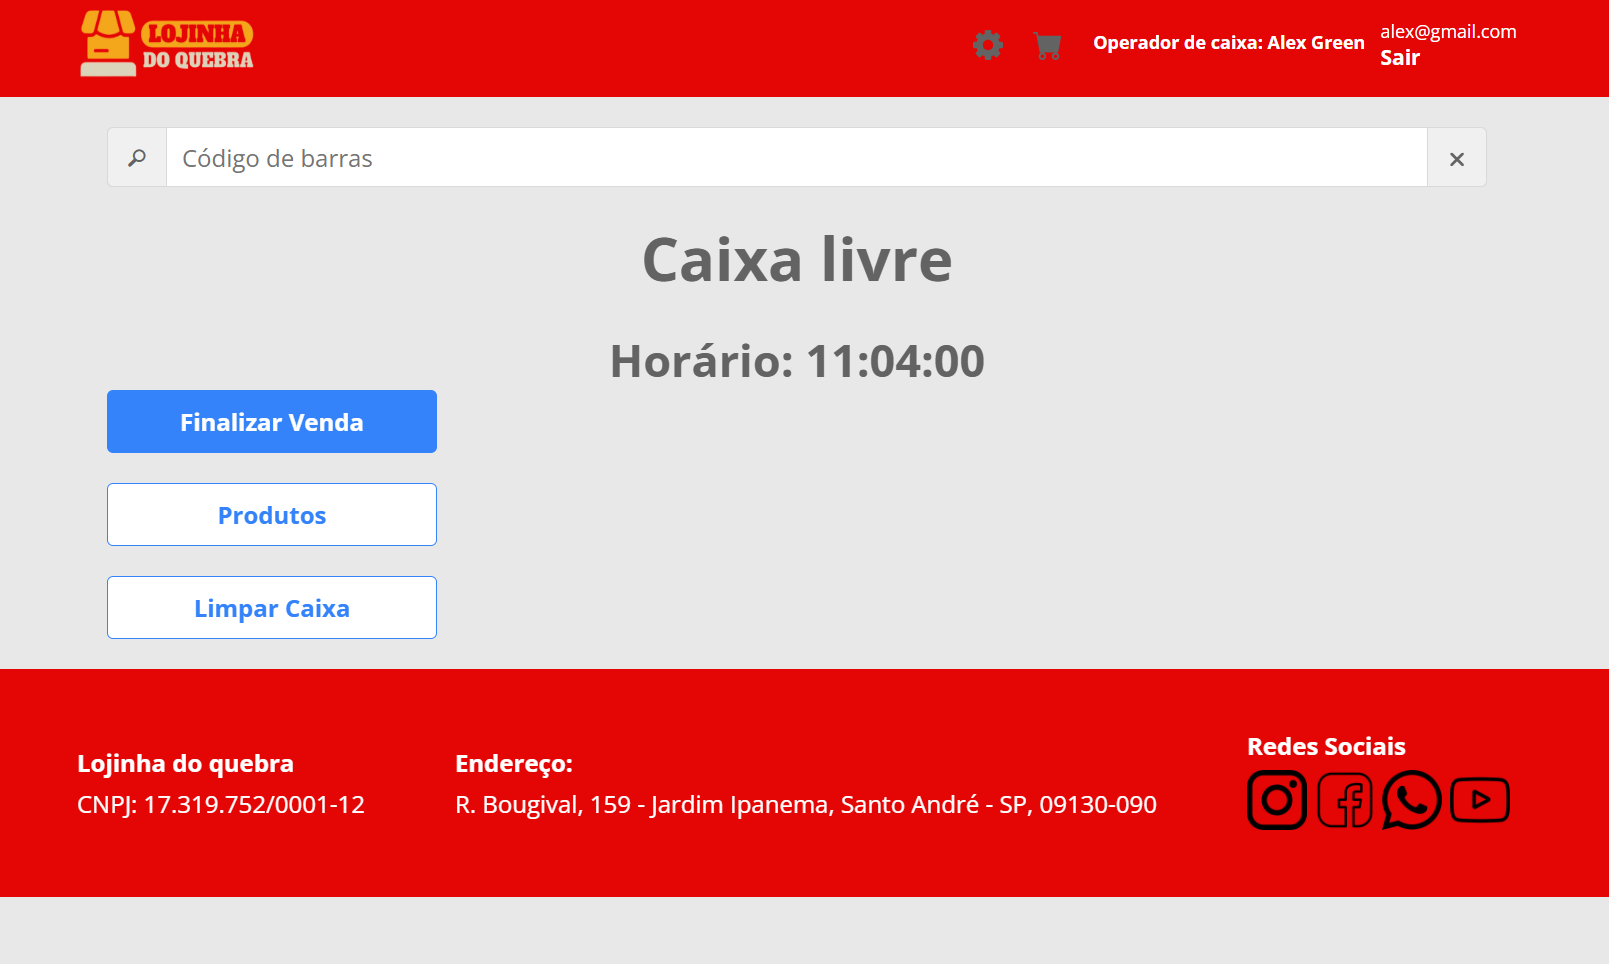 LOJINHA
DO QUEBRA
Operador de caixa: Alex Green
alex@gmail.com
Sair
Código de barras
Caixa livre
Horário: 11:04:00
Finalizar Venda
Produtos
Limpar Caixa
Lojinha do quebra
CNPJ: 17.319.752/0001-12
Endereço:
R. Bougival, 159 - Jardim Ipanema, Santo André - SP, 09130-090
Redes Sociais